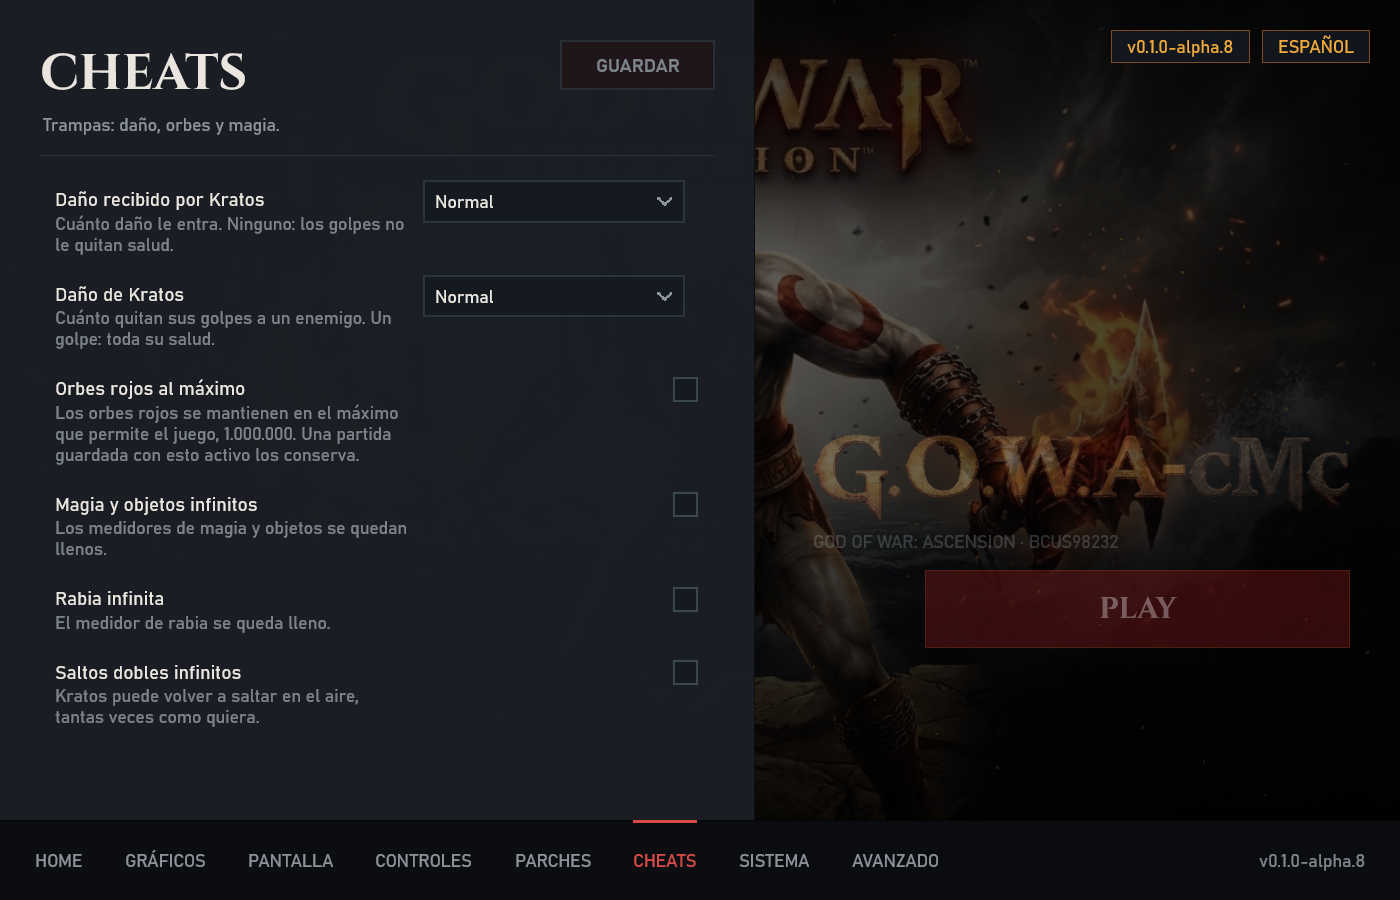 CHEATS
GUARDAR
Trampas: daño, orbes y magia.
Daño recibido por Kratos
Cuánto daño le entra. Ninguno: los golpes no
le quitan salud.
Normal
Daño de Kratos
Cuánto quitan sus golpes a un enemigo. Un
golpe: toda su salud.
Normal
Orbes rojos al máximo
Los orbes rojos se mantienen en el máximo
que permite el juego, 1.000.000. Una partida
guardada con esto activo los conserva.
Magia y objetos infinitos
Los medidores de magia y objetos se quedan
llenos.
Rabia infinita
El medidor de rabia se queda lleno.
Saltos dobles infinitos
Kratos puede volver a saltar en el aire,
tantas veces como quiera.
v0.1.0-alpha.8
ESPAÑOL
WAR™
ION™
G.O.W.A-cMc
GOD OF WAR: ASCENSION · BCUS98232
PLAY
HOME
GRÁFICOS
PANTALLA
CONTROLES
PARCHES
CHEATS
SISTEMA
AVANZADO
v0.1.0-alpha.8